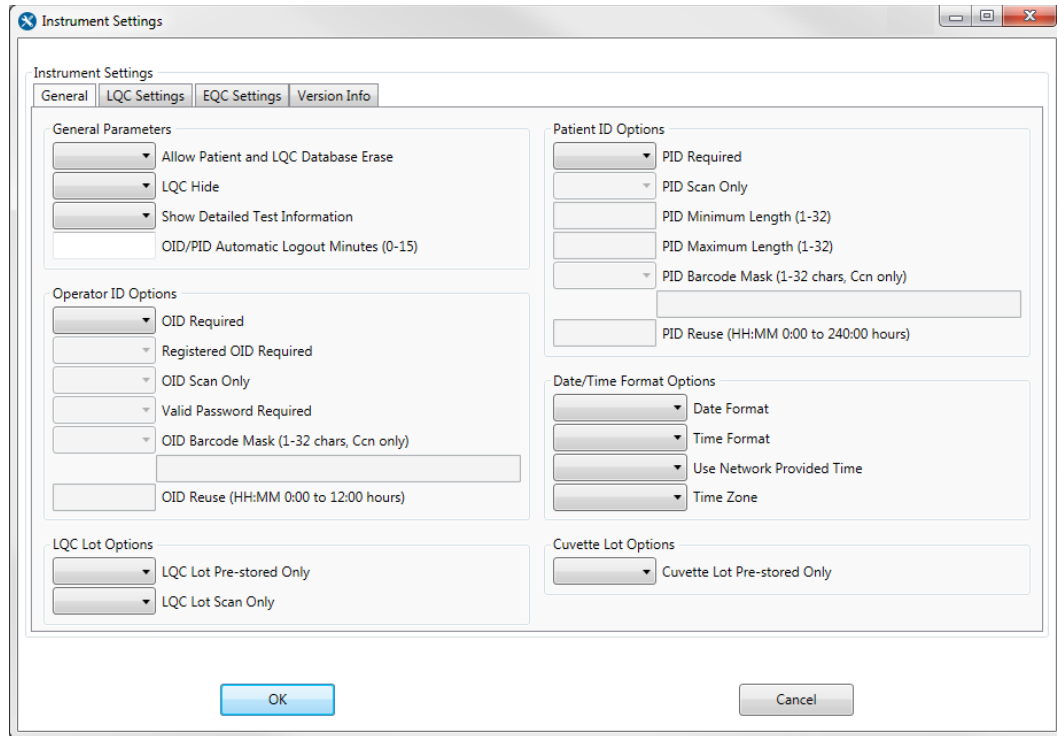 Instrument Settings
Instrument Settings
General
LQC Settings
EQC Settings
Version Info
General Parameters
Allow Patient and LQC Database Erase
LQC Hide
Show Detailed Test Information
OID/PID Automatic Logout Minutes (0-15)
Operator ID Options
OID Required
Registered OID Required
OID Scan Only
Valid Password Required
OID Barcode Mask (1-32 chars, Ccn only)
OID Reuse (HH:MM 0:00 to 12:00 hours)
LQC Lot Options
LQC Lot Pre-stored Only
LQC Lot Scan Only
Patient ID Options
PID Required
PID Scan Only
PID Minimum Length (1-32)
PID Maximum Length (1-32)
PID Barcode Mask (1-32 chars, Ccn only)
PID Reuse (HH:MM 0:00 to 240:00 hours)
Date/Time Format Options
Date Format
Time Format
Use Network Provided Time
Time Zone
Cuvette Lot Options
Cuvette Lot Pre-stored Only
OK
Cancel